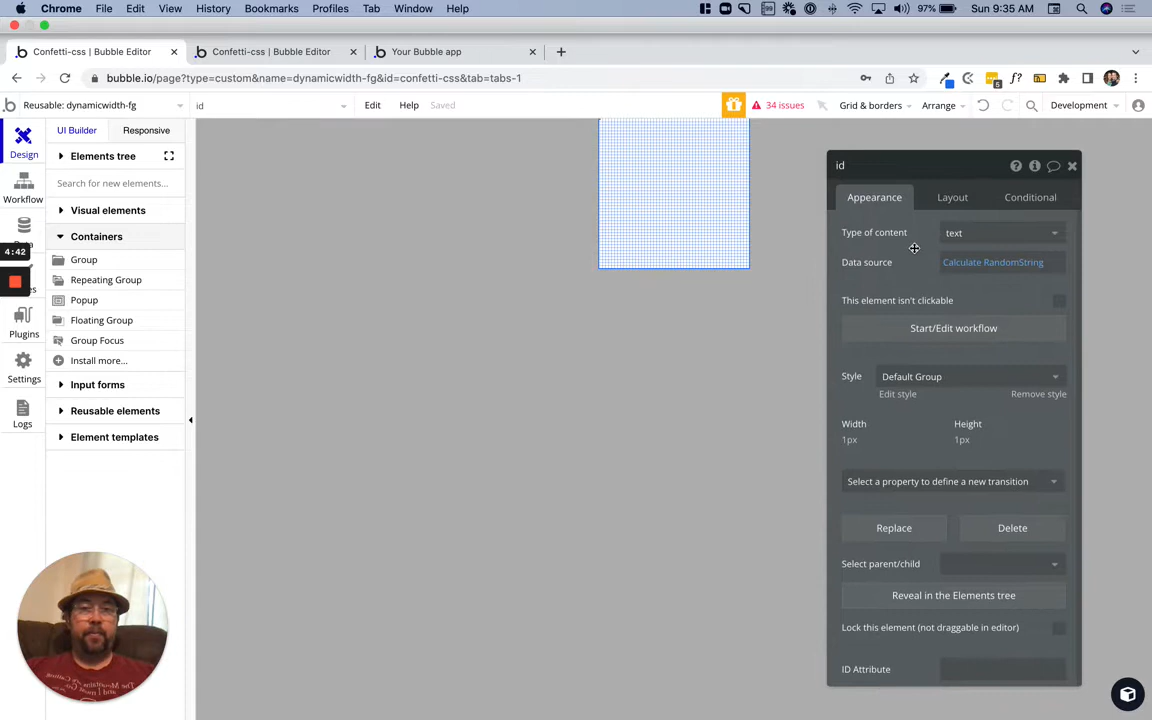 Chrome File Edit View History Bookmarks Profiles Tab Window Help 97% Sun 9:35 AM
Confetti-css | Bubble Editor Confetti-css | Bubble Editor Your Bubble app
bubble.io/page?type=custom&name=dynamicwidth-fg&id=confetti-css&tab=tabs-1
Reusable: dynamicwidth-fg id Edit Help Saved 34 issues Grid & borders Arrange Development
UI Builder Responsive
Design
Elements tree
Search for new elements...
Workflow
Visual elements
Containers
4:42
Group
Repeating Group
Popup
Floating Group
Plugins
Group Focus
Install more...
Settings
Input forms
Reusable elements
Logs
Element templates
id
Appearance Layout Conditional
Type of content text
Data source Calculate RandomString
This element isn't clickable
Start/Edit workflow
Style Default Group
Edit style Remove style
Width Height
1px 1px
Select a property to define a new transition
Replace Delete
Select parent/child
Reveal in the Elements tree
Lock this element (not draggable in editor)
ID Attribute